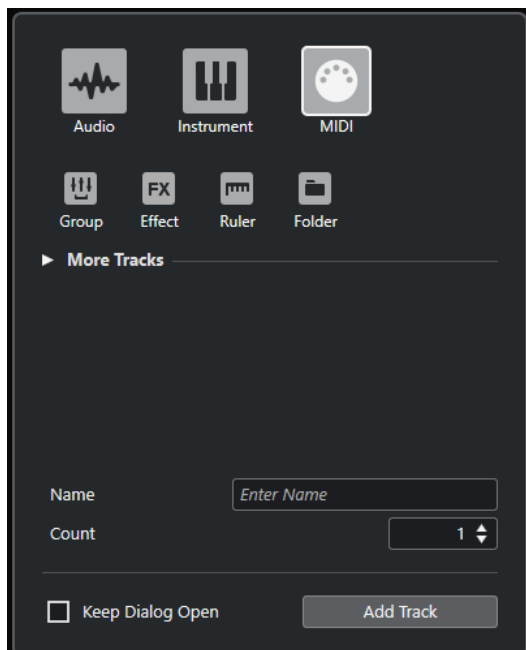 Audio Instrument MIDI
FX
Group Effect Ruler Folder
More Tracks
Name Enter Name
Count 1
Keep Dialog Open Add Track